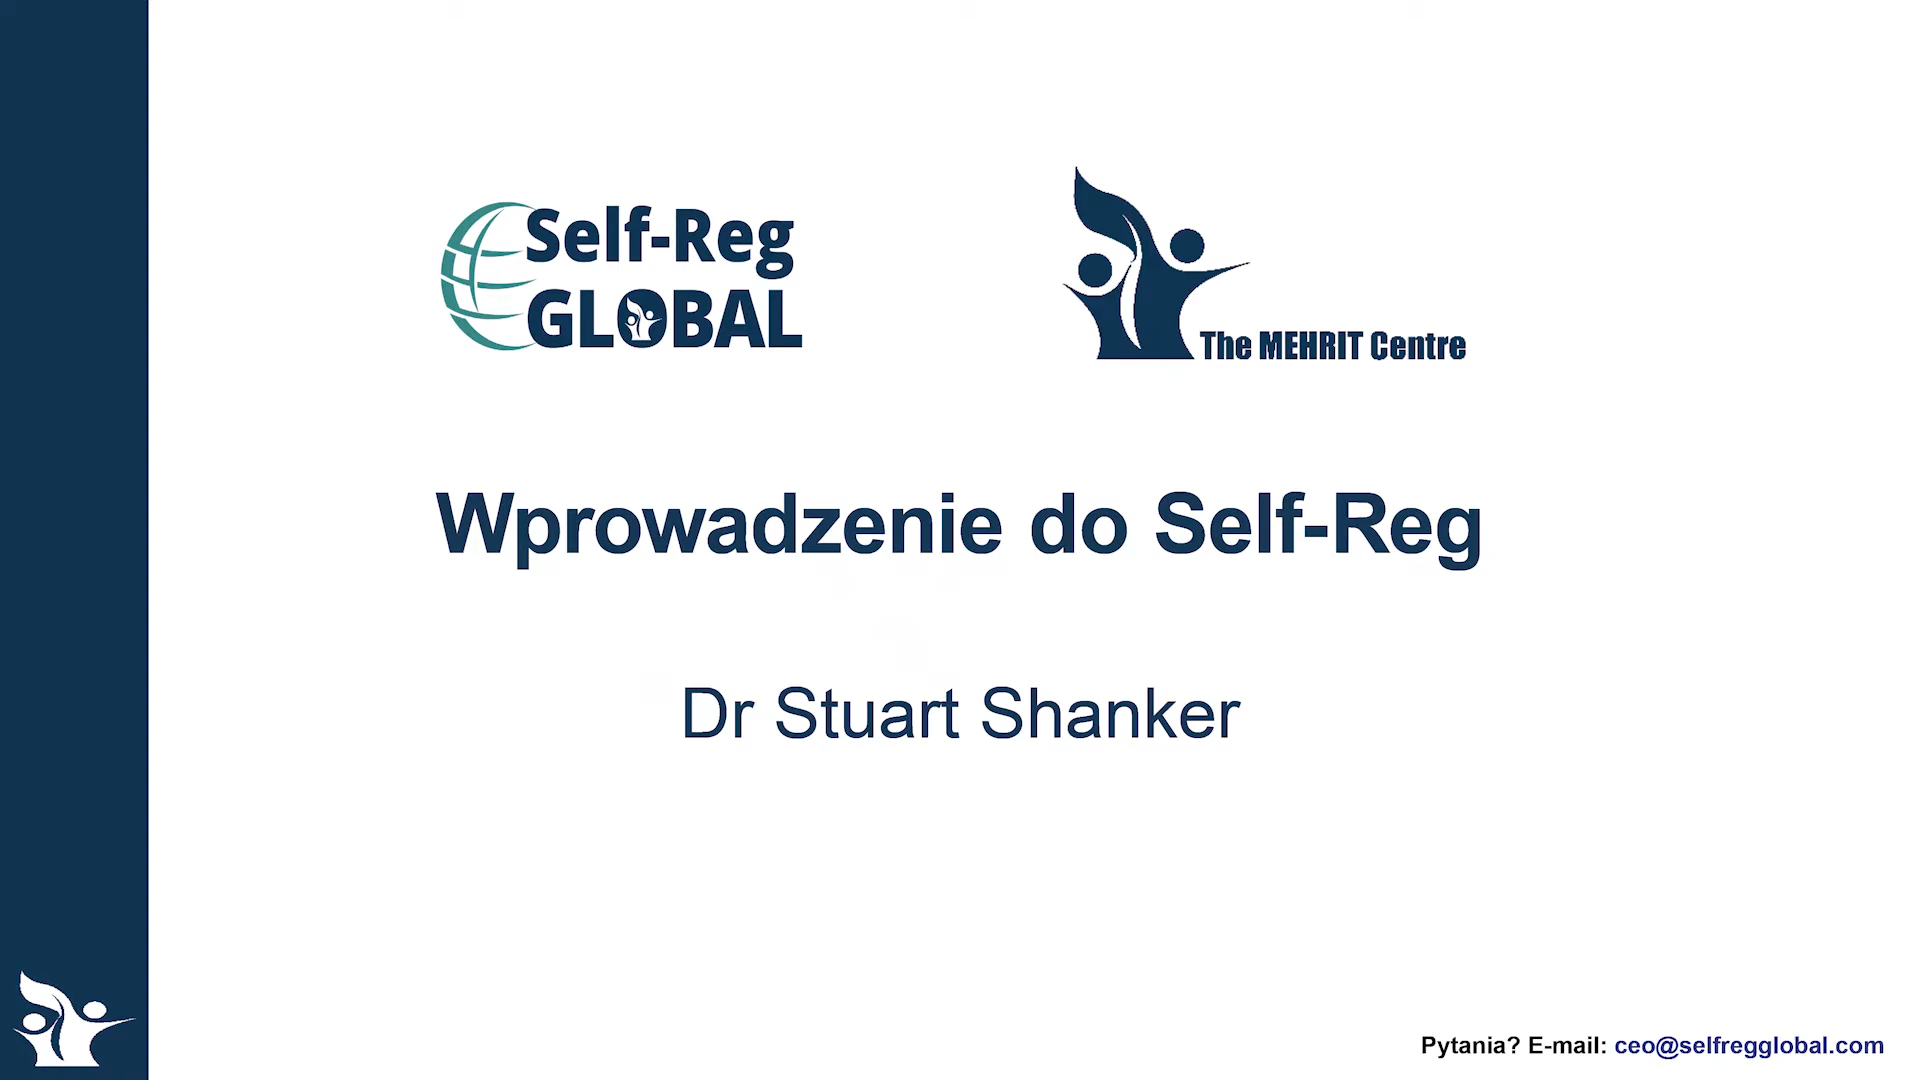 Self-Reg
GLOBAL
The MEHRIT Centre
Wprowadzenie do Self-Reg
Dr Stuart Shanker
Pytania? E-mail: ceo@selfregglobal.com